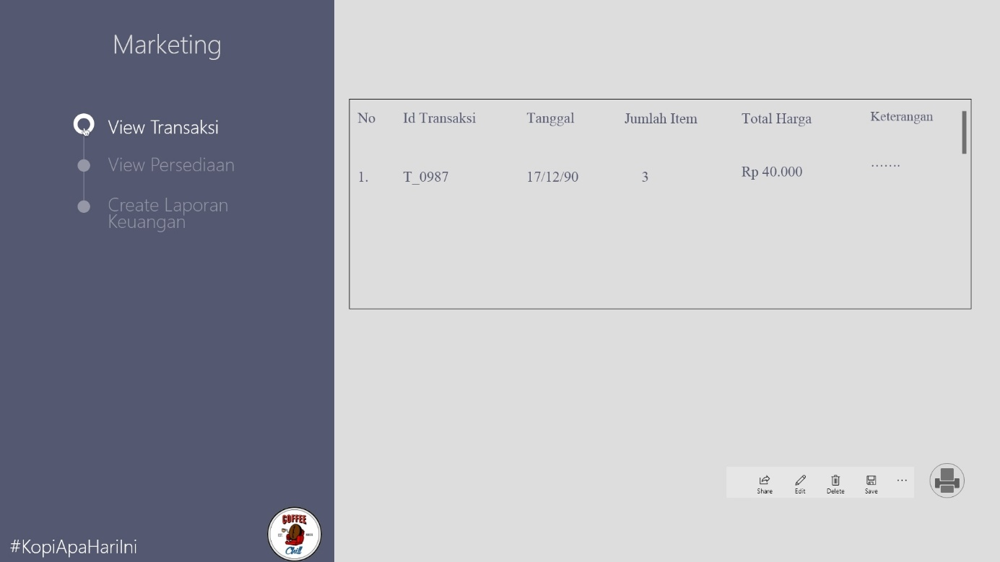 Marketing
View Transaksi
View Persediaan
Create Laporan
Keuangan
#KopiApaHariIni
COFFEE
Chill
No Id Transaksi Tanggal Jumlah Item Total Harga Keterangan
1. T_0987 17/12/90 3 Rp 40.000 .......
Share Edit Delete Save ...